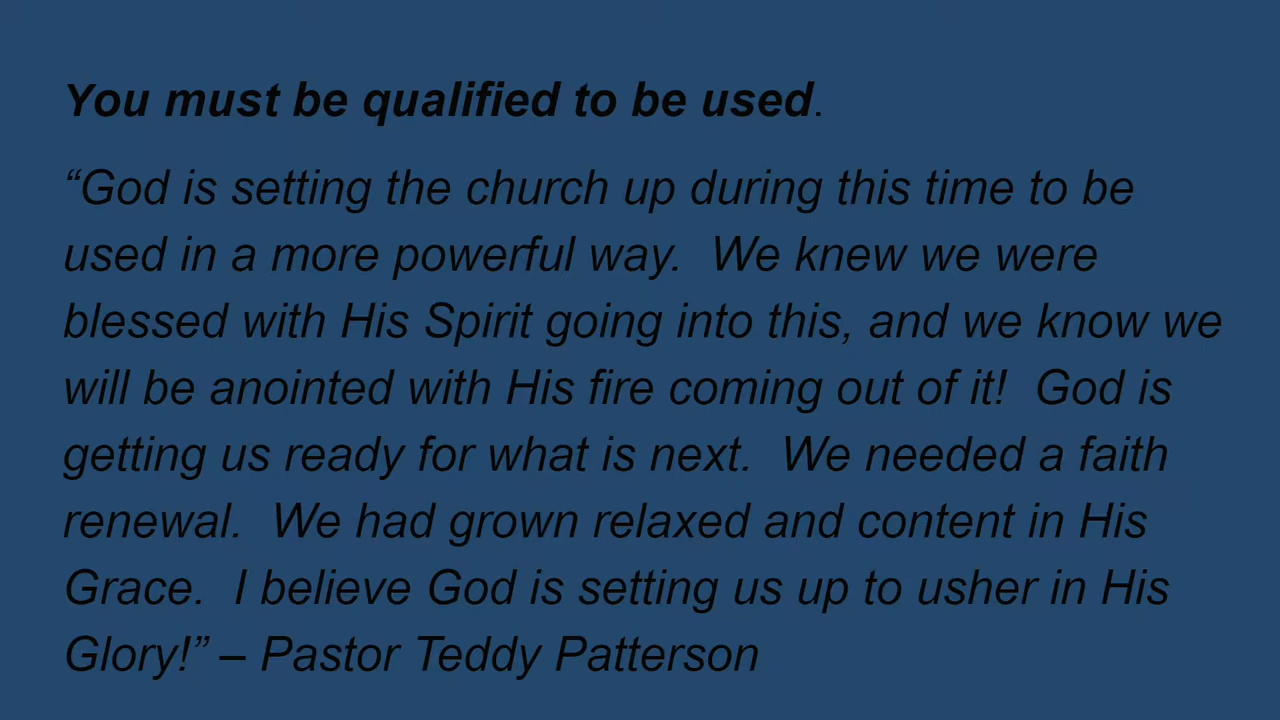 You must be qualified to be used.
“God is setting the church up during this time to be
used in a more powerful way.  We knew we were
blessed with His Spirit going into this, and we know we
will be anointed with His fire coming out of it!  God is
getting us ready for what is next.  We needed a faith
renewal.  We had grown relaxed and content in His
Grace.  I believe God is setting us up to usher in His
Glory!” – Pastor Teddy Patterson